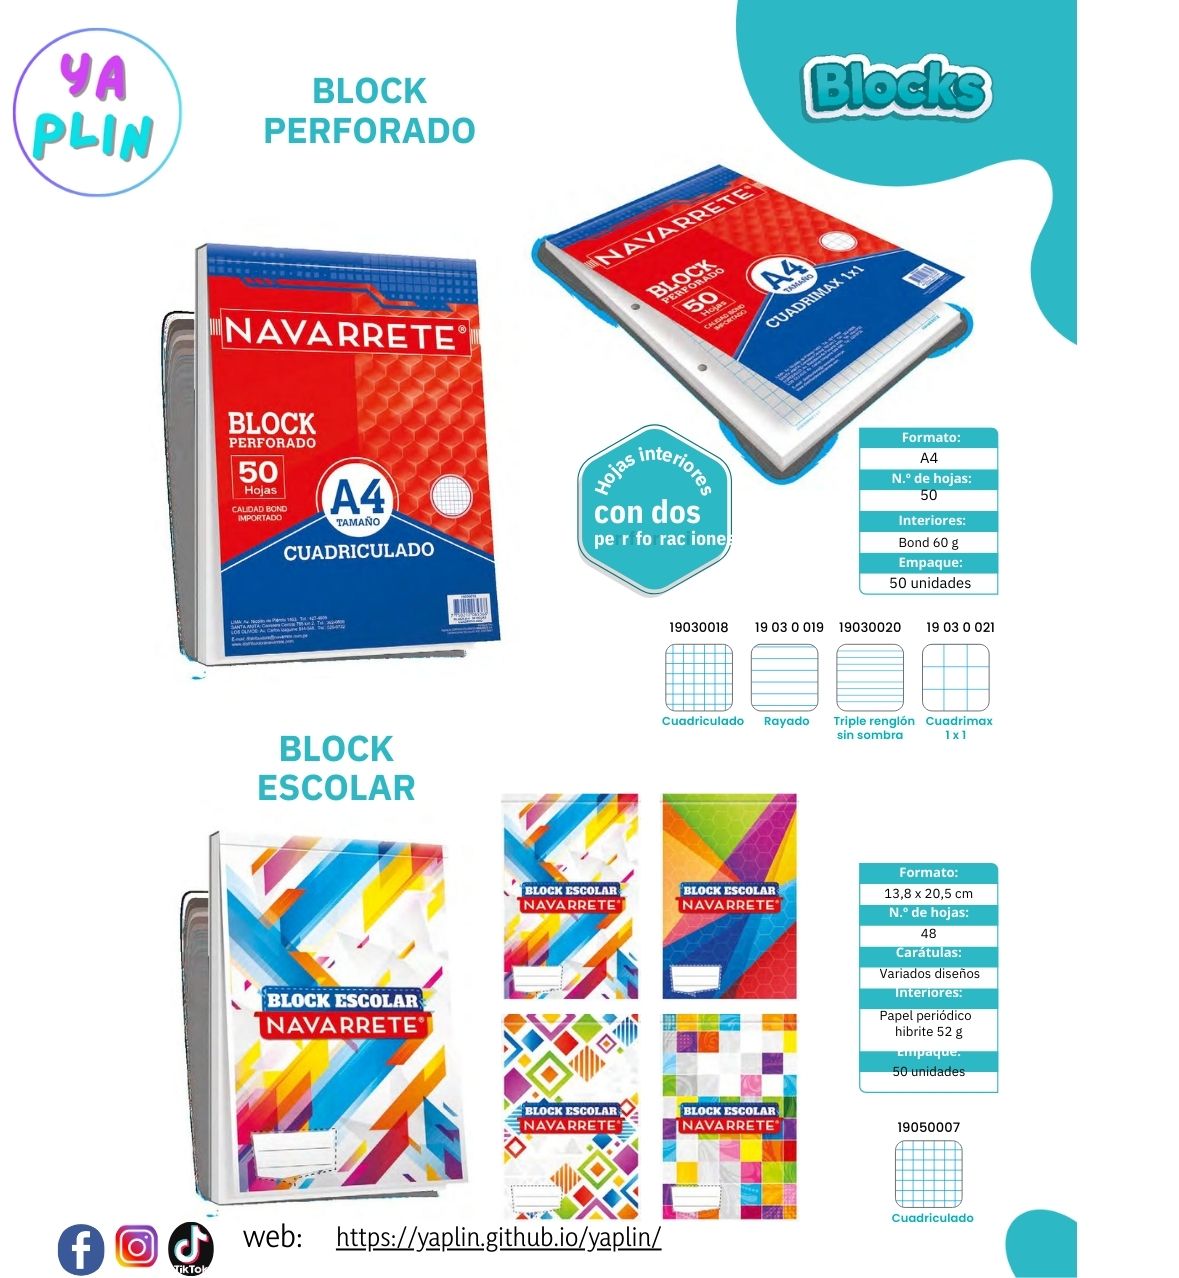 YA
PLIN
BLOCK
PERFORADO
Blocks
NAVARRETE®
BLOCK
PERFORADO
50
Hojas
CALIDAD BOND
IMPORTADO
A4
TAMAÑO
CUADRICULADO
NAVARRETE®
BLOCK
PERFORADO
50
Hojas
CALIDAD BOND
IMPORTADO
A4
TAMAÑO
CUADRIMAX 1x1
Hojas interiores
con dos
perforaciones
Formato:
A4
N.º de hojas:
50
Interiores:
Bond 60 g
Empaque:
50 unidades
19030018 19 03 0 019 19030020 19 03 0 021
Cuadriculado Rayado Triple renglón Cuadrimax
sin sombra 1 x 1
BLOCK
ESCOLAR
BLOCK ESCOLAR
NAVARRETE®
BLOCK ESCOLAR
NAVARRETE®
BLOCK ESCOLAR
NAVARRETE®
BLOCK ESCOLAR
NAVARRETE®
BLOCK ESCOLAR
NAVARRETE®
Formato:
13,8 x 20,5 cm
N.º de hojas:
48
Carátulas:
Variados diseños
Interiores:
Papel periódico
hibrite 52 g
Empaque:
50 unidades
19050007
Cuadriculado
TikTok
web: https://yaplin.github.io/yaplin/